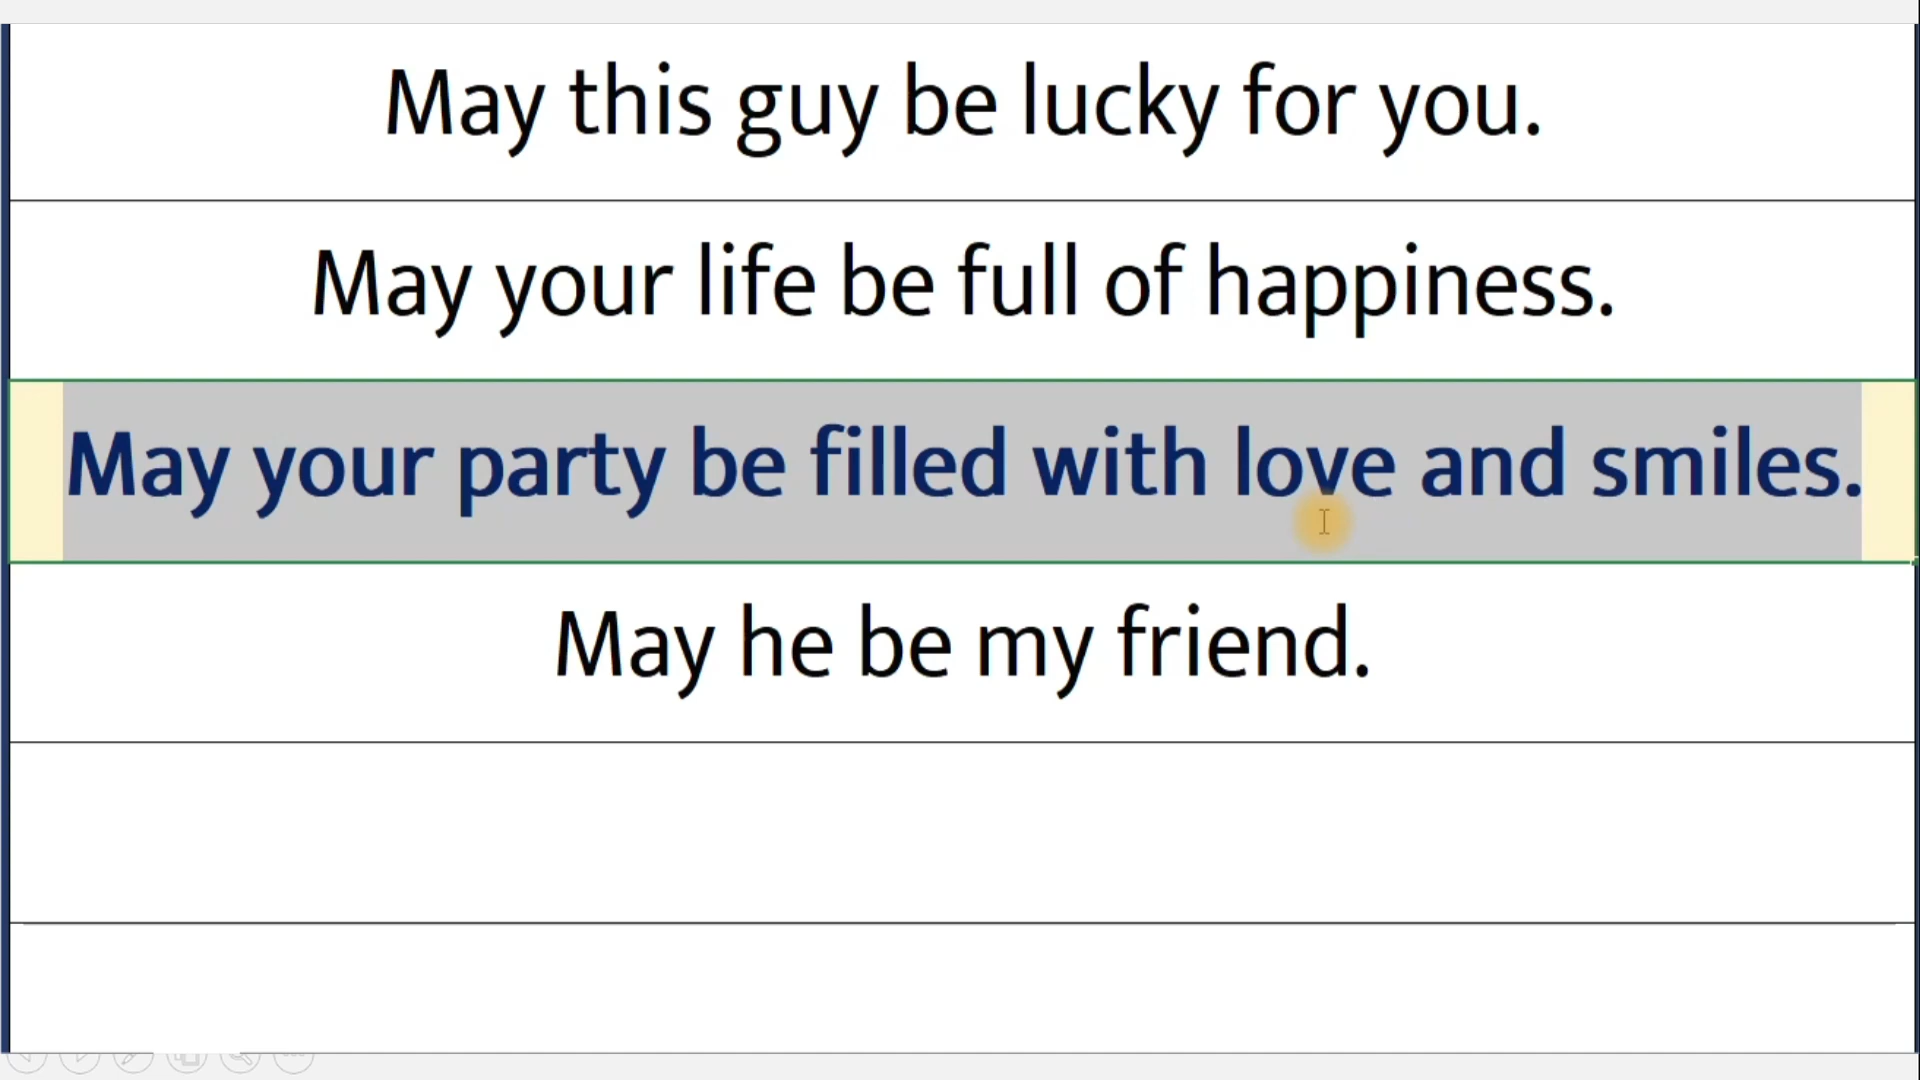 May this guy be lucky for you.
May your life be full of happiness.
May your party be filled with love and smiles.
May he be my friend.